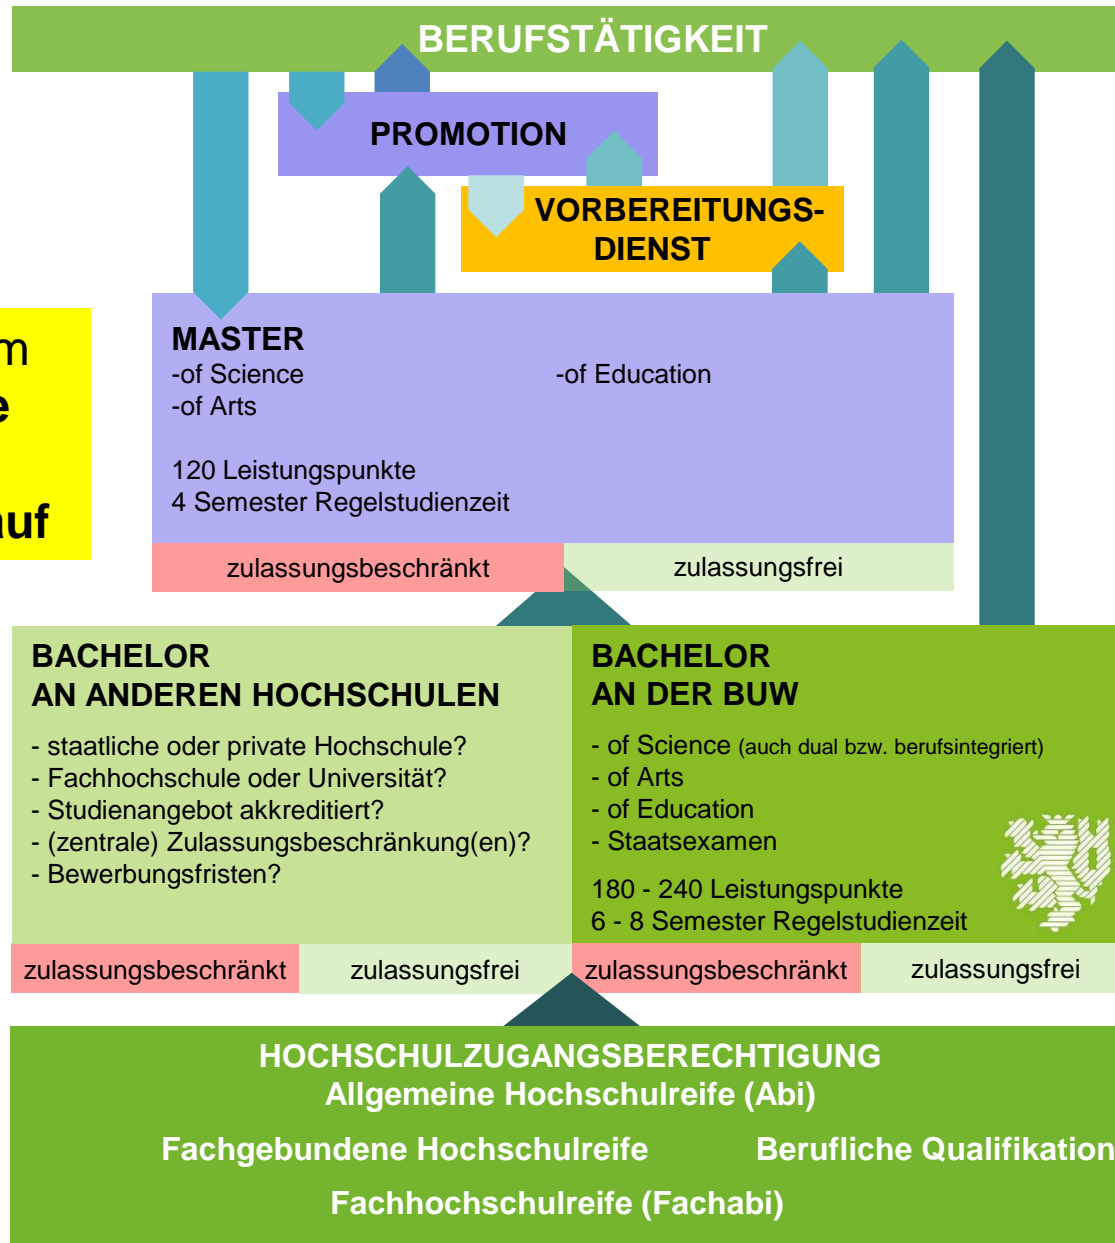 BERUFSTÄTIGKEIT
PROMOTION
VORBEREITUNGS-
DIENST
MASTER
-of Science
-of Education
-of Arts
120 Leistungspunkte
4 Semester Regelstudienzeit
zulassungsbeschränkt
zulassungsfrei
BACHELOR
AN ANDEREN HOCHSCHULEN
- staatliche oder private Hochschule?
- Fachhochschule oder Universität?
- Studienangebot akkreditiert?
- (zentrale) Zulassungsbeschränkung(en)?
- Bewerbungsfristen?
zulassungsbeschränkt
zulassungsfrei
BACHELOR
AN DER BUW
- of Science (auch dual bzw. berufsintegriert)
- of Arts
- of Education
- Staatsexamen
180 - 240 Leistungspunkte
6 - 8 Semester Regelstudienzeit
zulassungsbeschränkt
zulassungsfrei
HOCHSCHULZUGANGSBERECHTIGUNG
Allgemeine Hochschulreife (Abi)
Fachgebundene Hochschulreife
Berufliche Qualifikation
Fachhochschulreife (Fachabi)